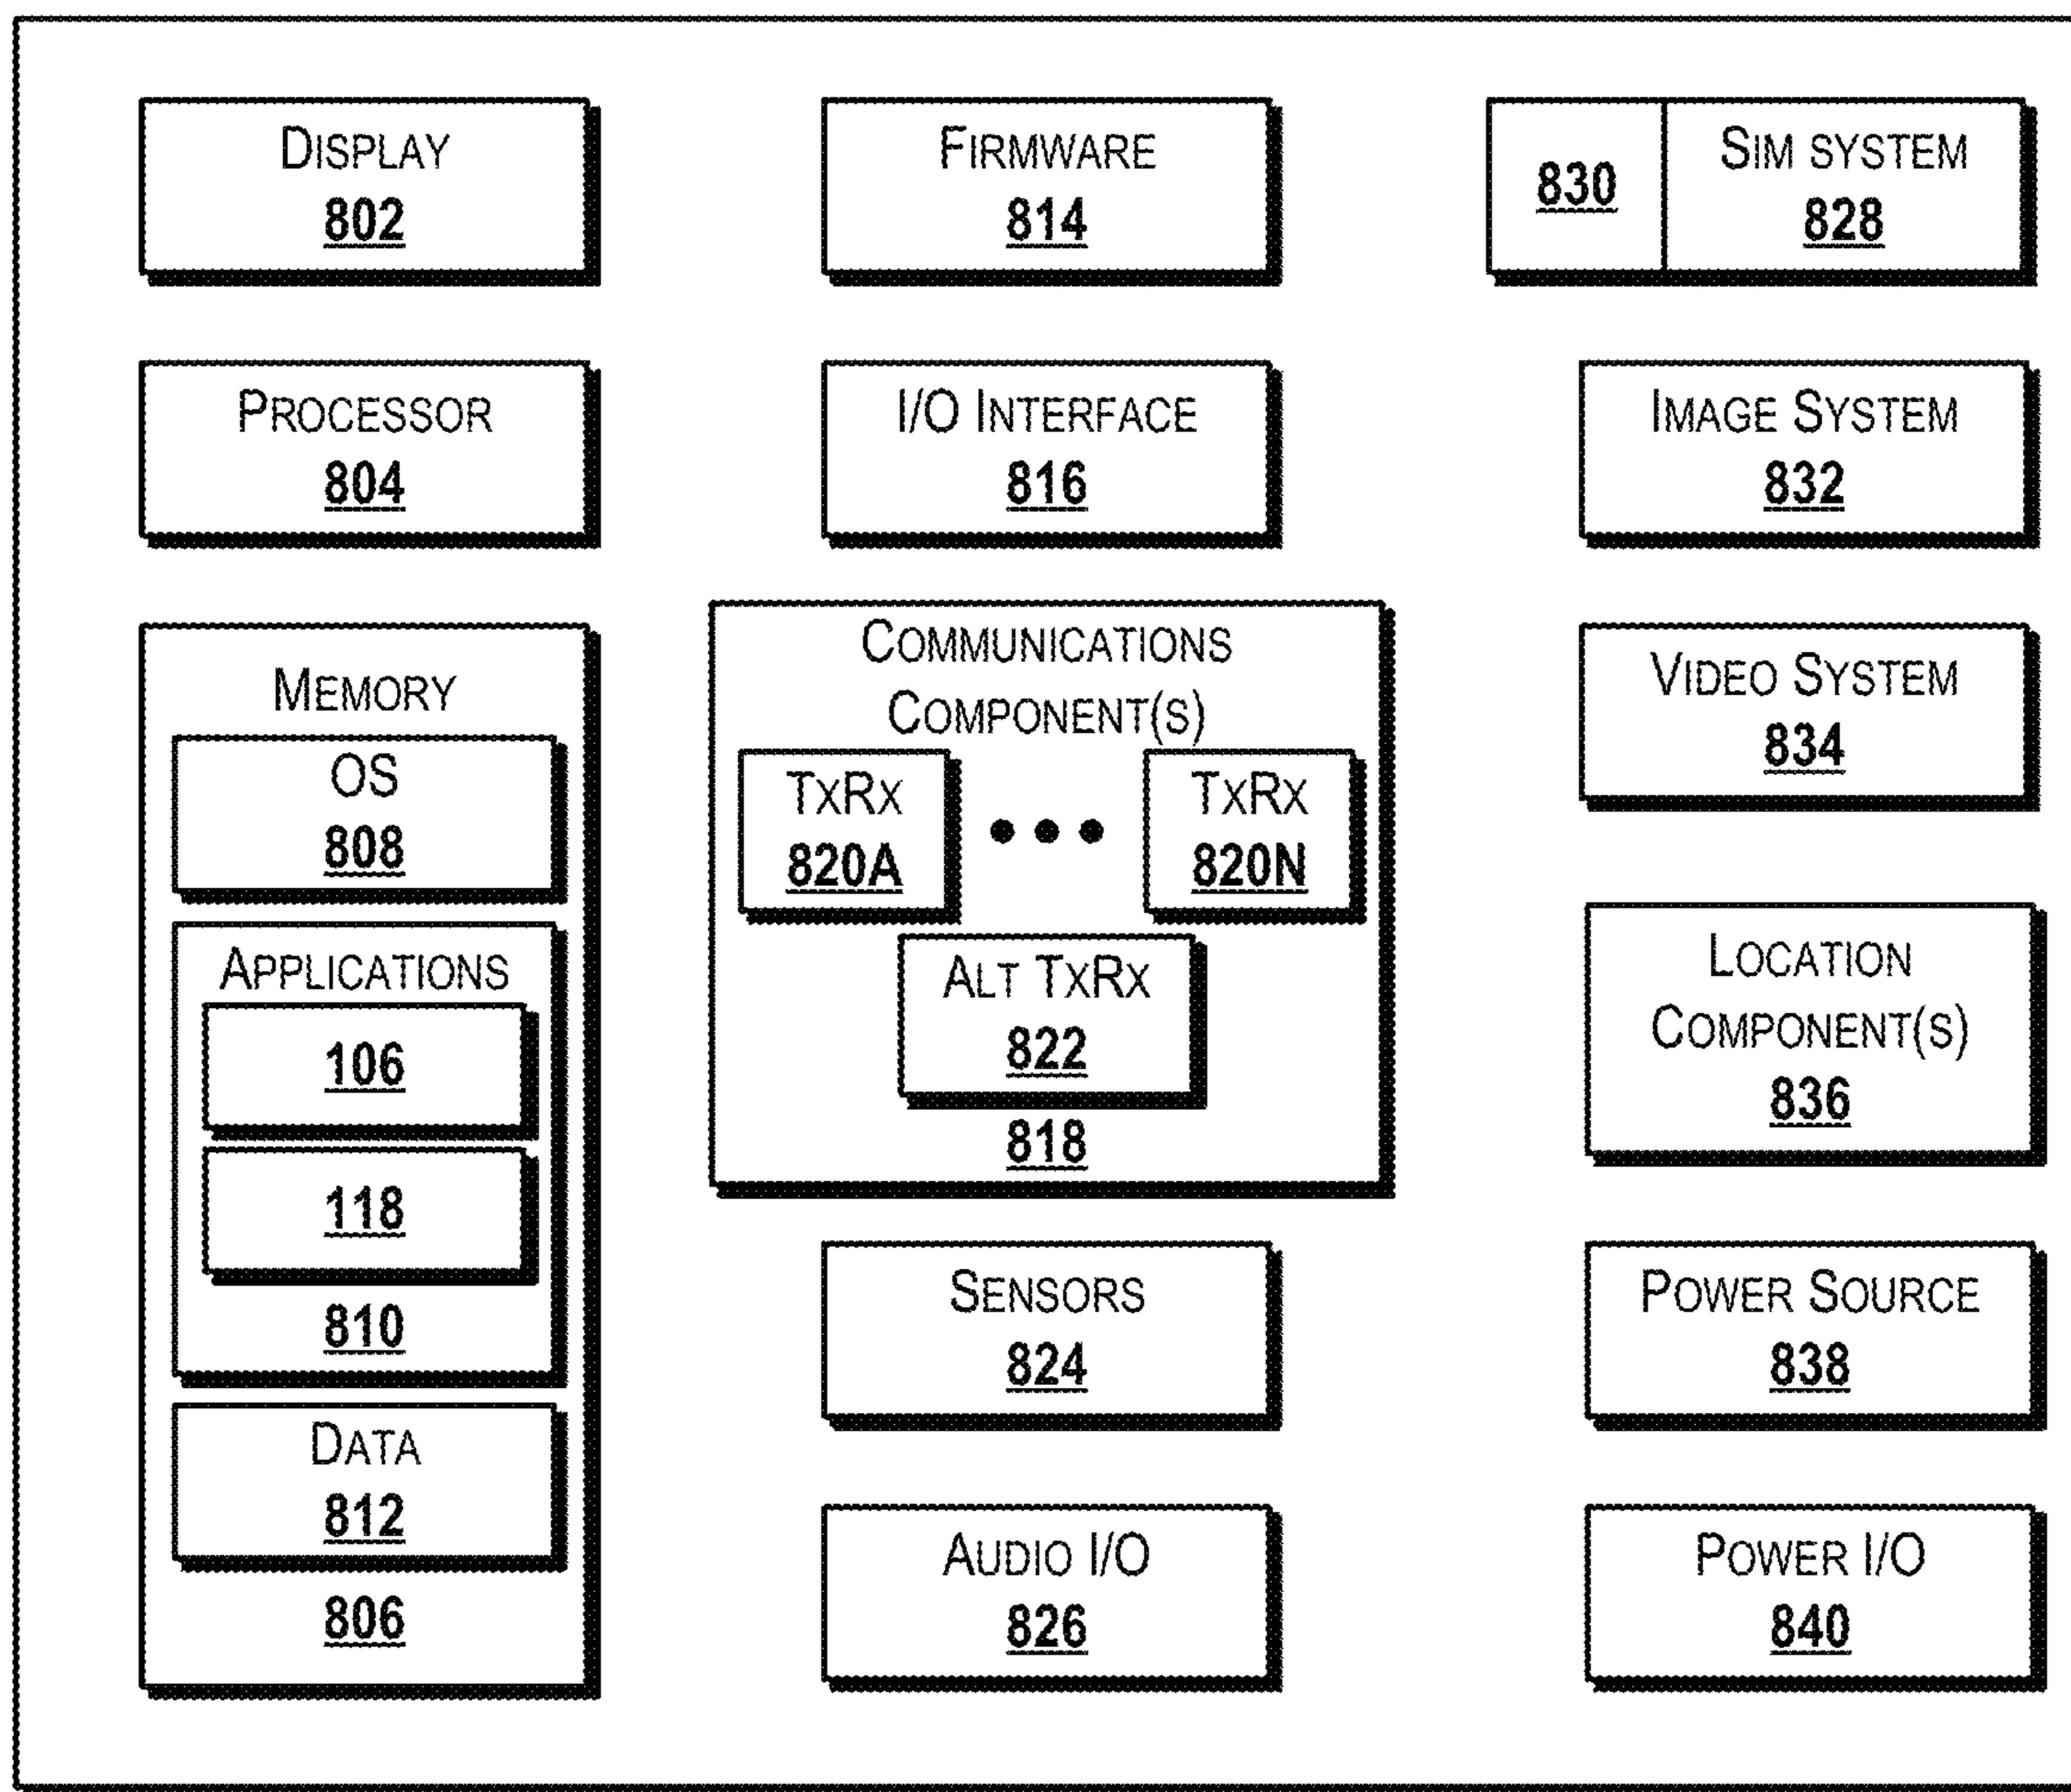 DISPLAY
802
PROCESSOR
804
MEMORY
OS
808
APPLICATIONS
106
118
810
DATA
812
806
FIRMWARE
814
I/O INTERFACE
816
COMMUNICATIONS
COMPONENT(S)
TXRX
820A
•••
TXRX
820N
ALT TXRX
822
818
SENSORS
824
AUDIO I/O
826
830
SIM SYSTEM
828
IMAGE SYSTEM
832
VIDEO SYSTEM
834
LOCATION
COMPONENT(S)
836
POWER SOURCE
838
POWER I/O
840